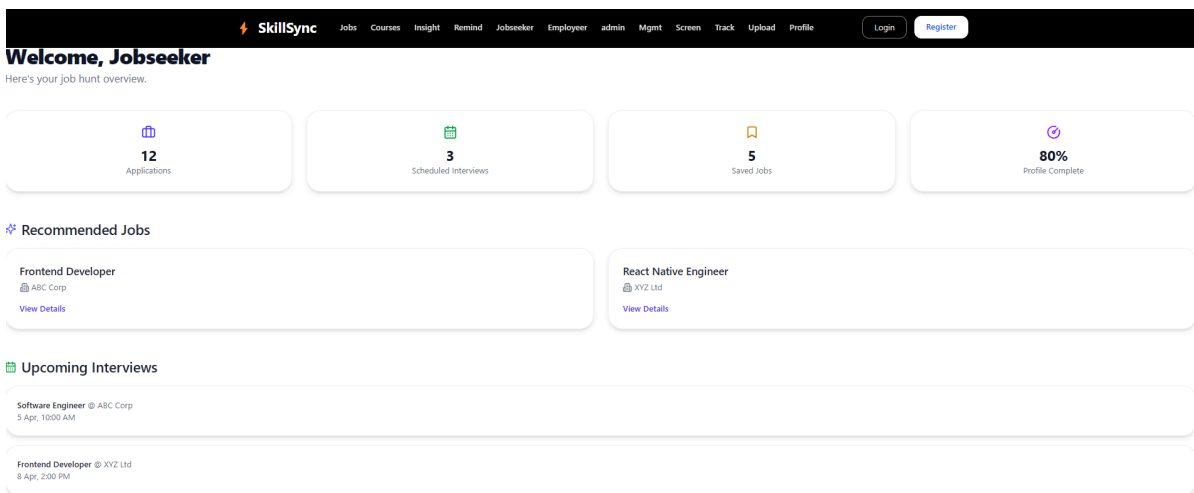 SkillSync Jobs Courses Insight Remind Jobseeker Employeer admin Mgmt Screen Track Upload Profile Login Register
Welcome, Jobseeker
Here's your job hunt overview.
12
Applications
3
Scheduled Interviews
5
Saved Jobs
80%
Profile Complete
Recommended Jobs
Frontend Developer
ABC Corp
View Details
React Native Engineer
XYZ Ltd
View Details
Upcoming Interviews
Software Engineer @ ABC Corp
5 Apr, 10:00 AM
Frontend Developer @ XYZ Ltd
8 Apr, 2:00 PM